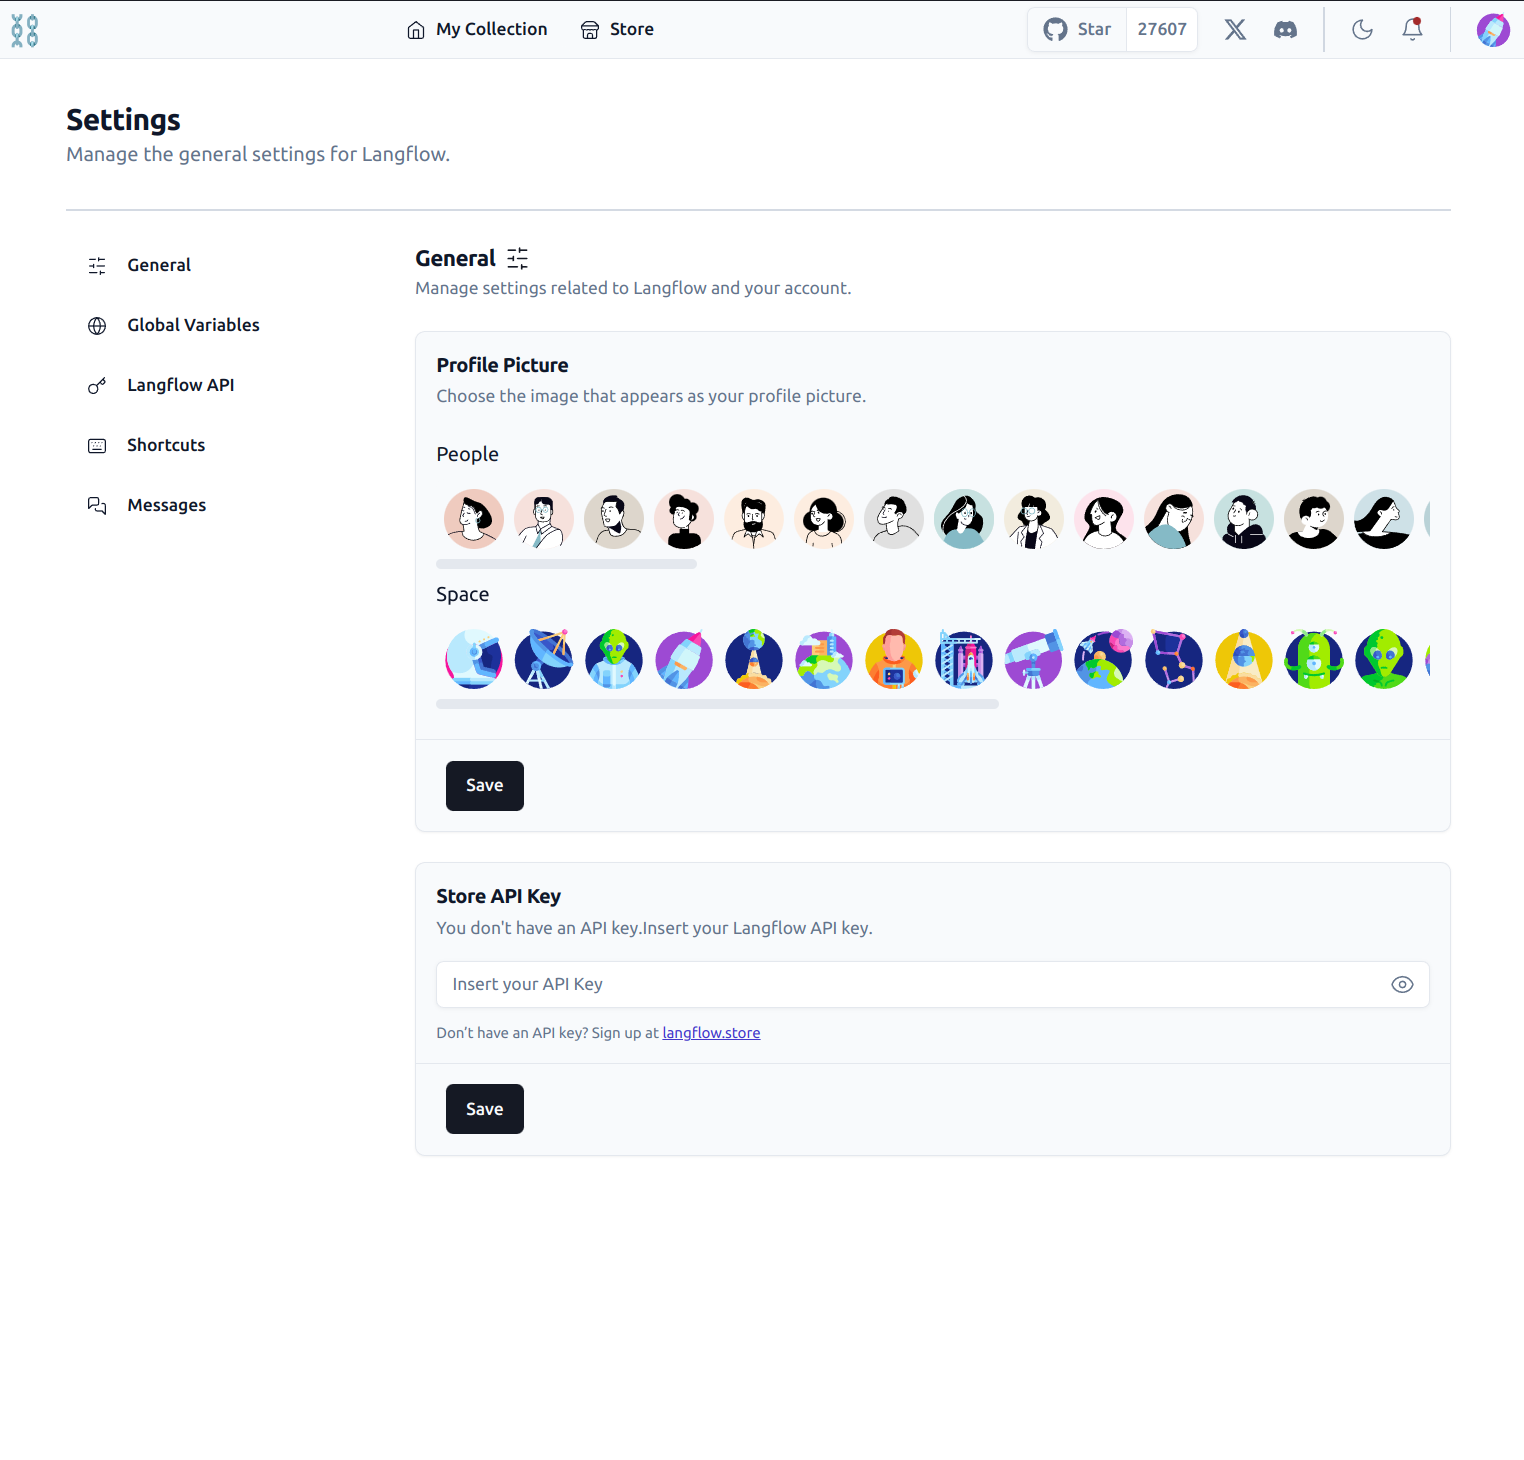 My Collection
Store
Star
27607
Settings
Manage the general settings for Langflow.
General
Global Variables
Langflow API
Shortcuts
Messages
General
Manage settings related to Langflow and your account.
Profile Picture
Choose the image that appears as your profile picture.
People
Space
Save
Store API Key
You don't have an API key.Insert your Langflow API key.
Insert your API Key
Don’t have an API key? Sign up at langflow.store
Save